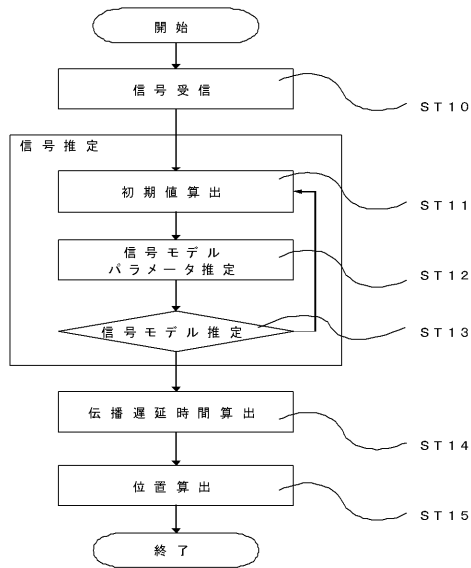 開始
信号受信
ST10
信号推定
初期値算出
ST11
信号モデル
パラメータ推定
ST12
信号モデル推定
ST13
伝播遅延時間算出
ST14
位置算出
ST15
終了